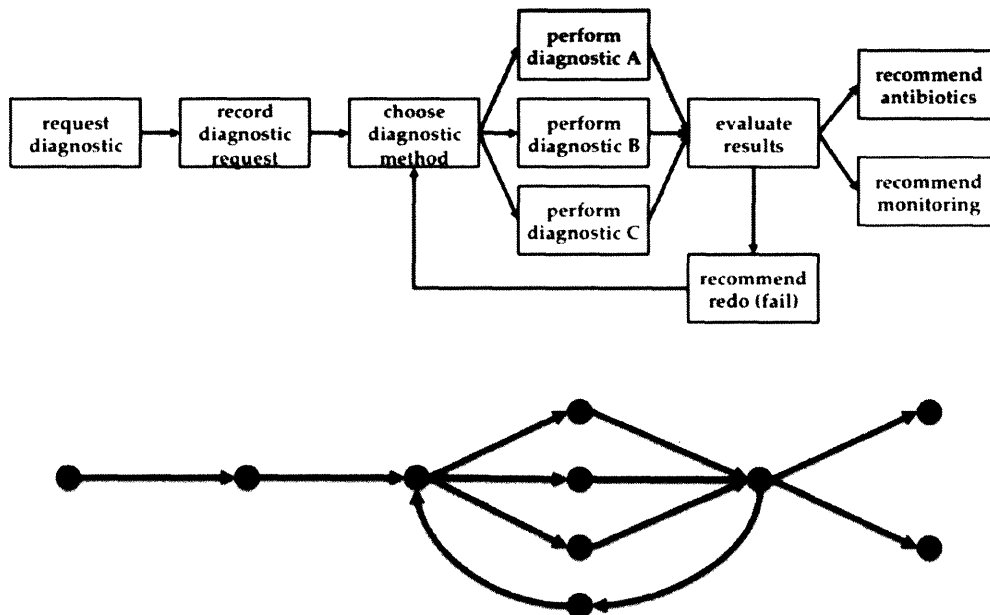 request
diagnostic
record
diagnostic
request
choose
diagnostic
method
perform
diagnostic A
perform
diagnostic B
perform
diagnostic C
evaluate
results
recommend
antibiotics
recommend
monitoring
recommend
redo (fail)